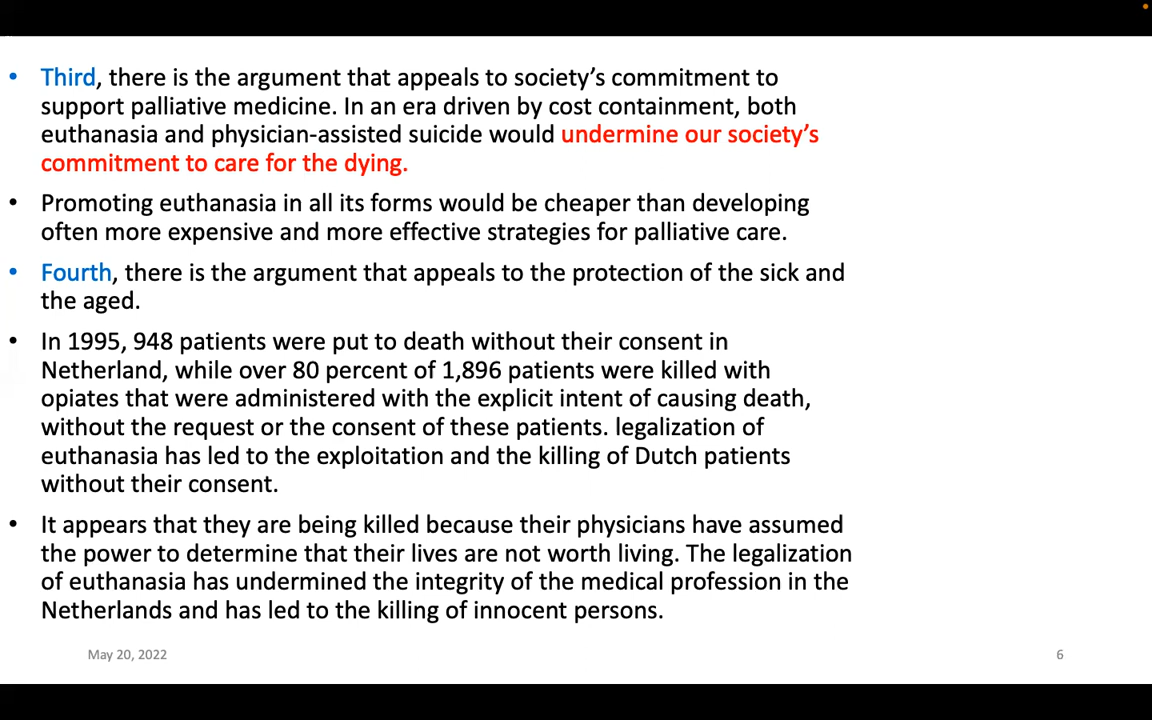 • Third, there is the argument that appeals to society’s commitment to
support palliative medicine. In an era driven by cost containment, both
euthanasia and physician-assisted suicide would undermine our society’s
commitment to care for the dying.
• Promoting euthanasia in all its forms would be cheaper than developing
often more expensive and more effective strategies for palliative care.
• Fourth, there is the argument that appeals to the protection of the sick and
the aged.
• In 1995, 948 patients were put to death without their consent in
Netherland, while over 80 percent of 1,896 patients were killed with
opiates that were administered with the explicit intent of causing death,
without the request or the consent of these patients. legalization of
euthanasia has led to the exploitation and the killing of Dutch patients
without their consent.
• It appears that they are being killed because their physicians have assumed
the power to determine that their lives are not worth living. The legalization
of euthanasia has undermined the integrity of the medical profession in the
Netherlands and has led to the killing of innocent persons.
May 20, 2022
6